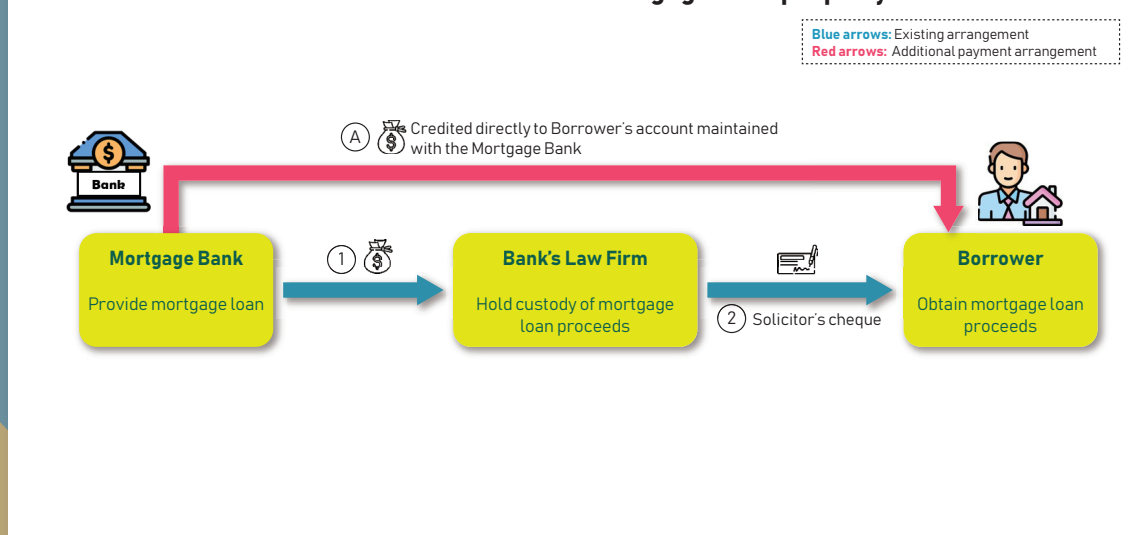 Blue arrows: Existing arrangement
Red arrows: Additional payment arrangement
A
Credited directly to Borrower's account maintained
with the Mortgage Bank
Bank
Mortgage Bank
Provide mortgage loan
1
Bank's Law Firm
Hold custody of mortgage
loan proceeds
2 Solicitor's cheque
Borrower
Obtain mortgage loan
proceeds